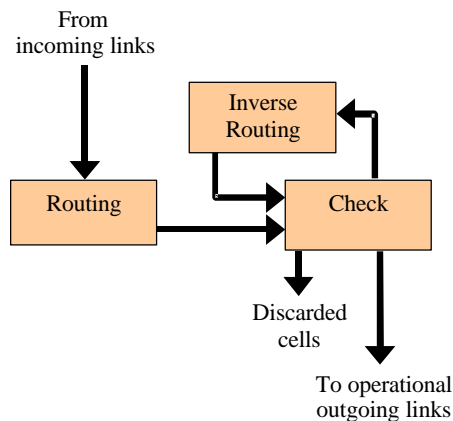 From
incoming links
Inverse
Routing
Routing
Check
Discarded
cells
To operational
outgoing links